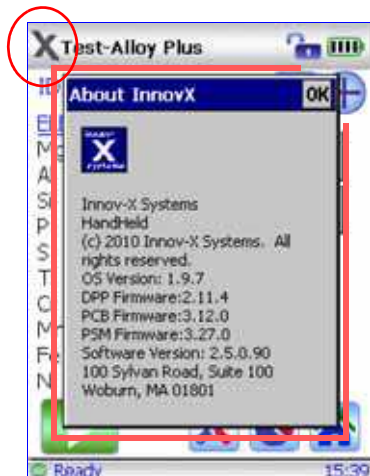 X Test-Alloy Plus
About InnovX OK
X
systems
Innov-X Systems
HandHeld
(c) 2010 Innov-X Systems. All
rights reserved.
OS Version: 1.9.7
DPP Firmware:2.11.4
PCB Firmware:3.12.0
PSM Firmware:3.27.0
Software Version: 2.5.0.90
100 Sylvan Road, Suite 100
Woburn, MA 01801
Ready 15:39